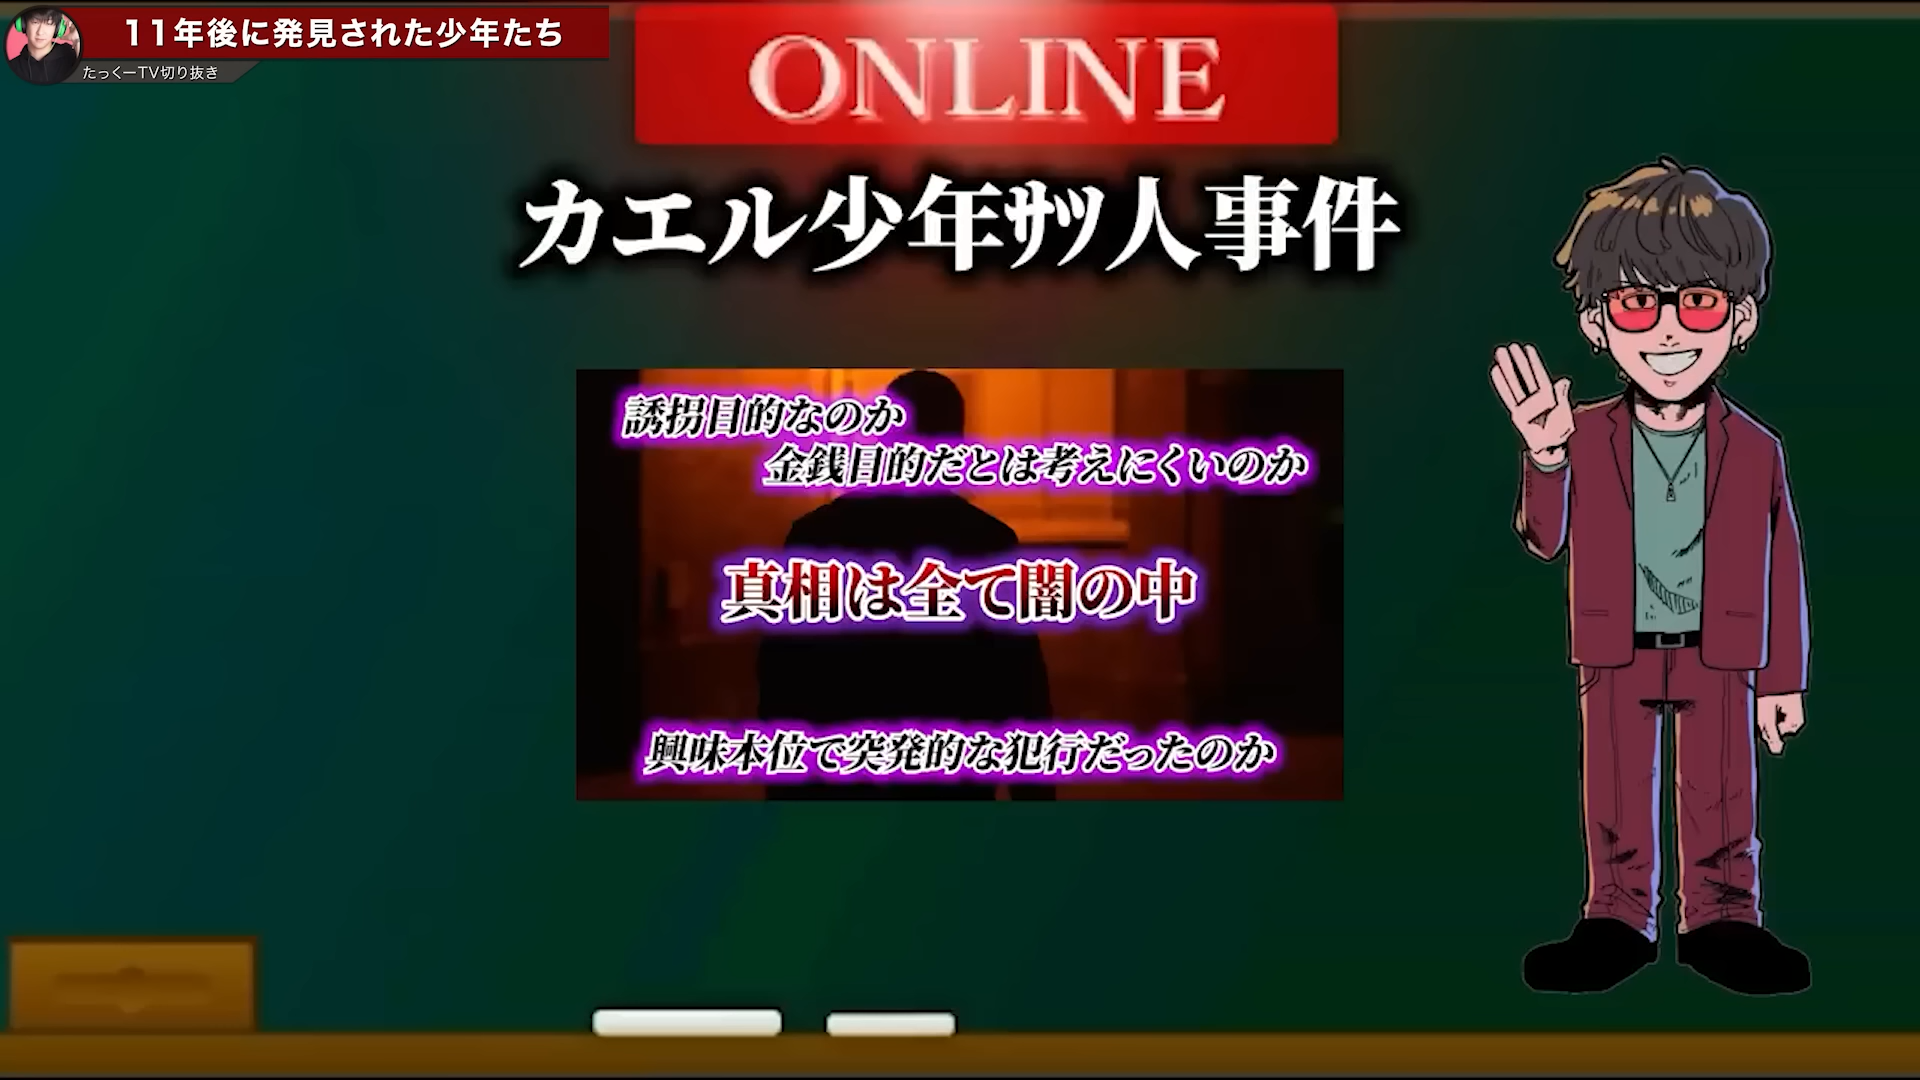 11年後に発見された少年たち
たっくーTV切り抜き
ONLINE
カエル少年ｻﾂ人事件
誘拐目的なのか
金銭目的だとは考えにくいのか
真相は全て闇の中
興味本位で突発的な犯行だったのか